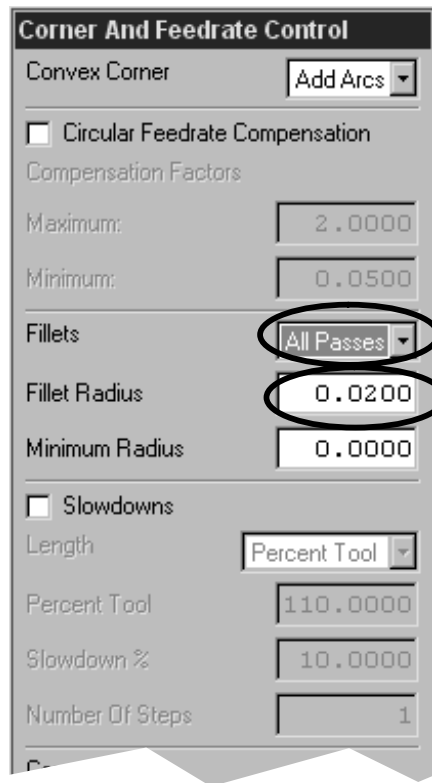 Corner And Feedrate Control
Convex Corner Add Arcs
Circular Feedrate Compensation
Compensation Factors
Maximum: 2.0000
Minimum: 0.0500
Fillets All Passes
Fillet Radius 0.0200
Minimum Radius 0.0000
Slowdowns
Length Percent Tool
Percent Tool 110.0000
Slowdown % 10.0000
Number Of Steps 1